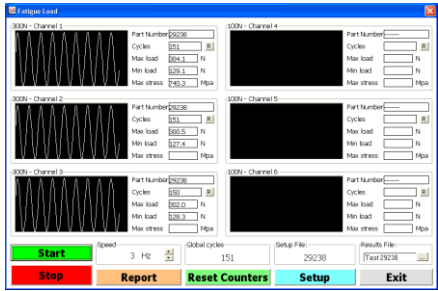 Fatigue Load
300N - Channel 1
Part Number 29238
Cycles 151 R
Max load 304.1 N
Min load 129.1 N
Max stress 740.3 Mpa
100N - Channel 4
Part Number ------
Cycles R
Max load N
Min load N
Max stress Mpa
300N - Channel 2
Part Number 29238
Cycles 151 R
Max load 300.5 N
Min load 127.4 N
Max stress Mpa
100N - Channel 5
Part Number ------
Cycles R
Max load N
Min load N
Max stress Mpa
300N - Channel 3
Part Number 29238
Cycles 150 R
Max load 302.0 N
Min load 128.3 N
Max stress Mpa
100N - Channel 6
Part Number ------
Cycles R
Max load N
Min load N
Max stress Mpa
Start
Speed
3 Hz
Global cycles
151
Setup File:
29238
Results File:
Test 29238 ...
Stop
Report
Reset Counters
Setup
Exit